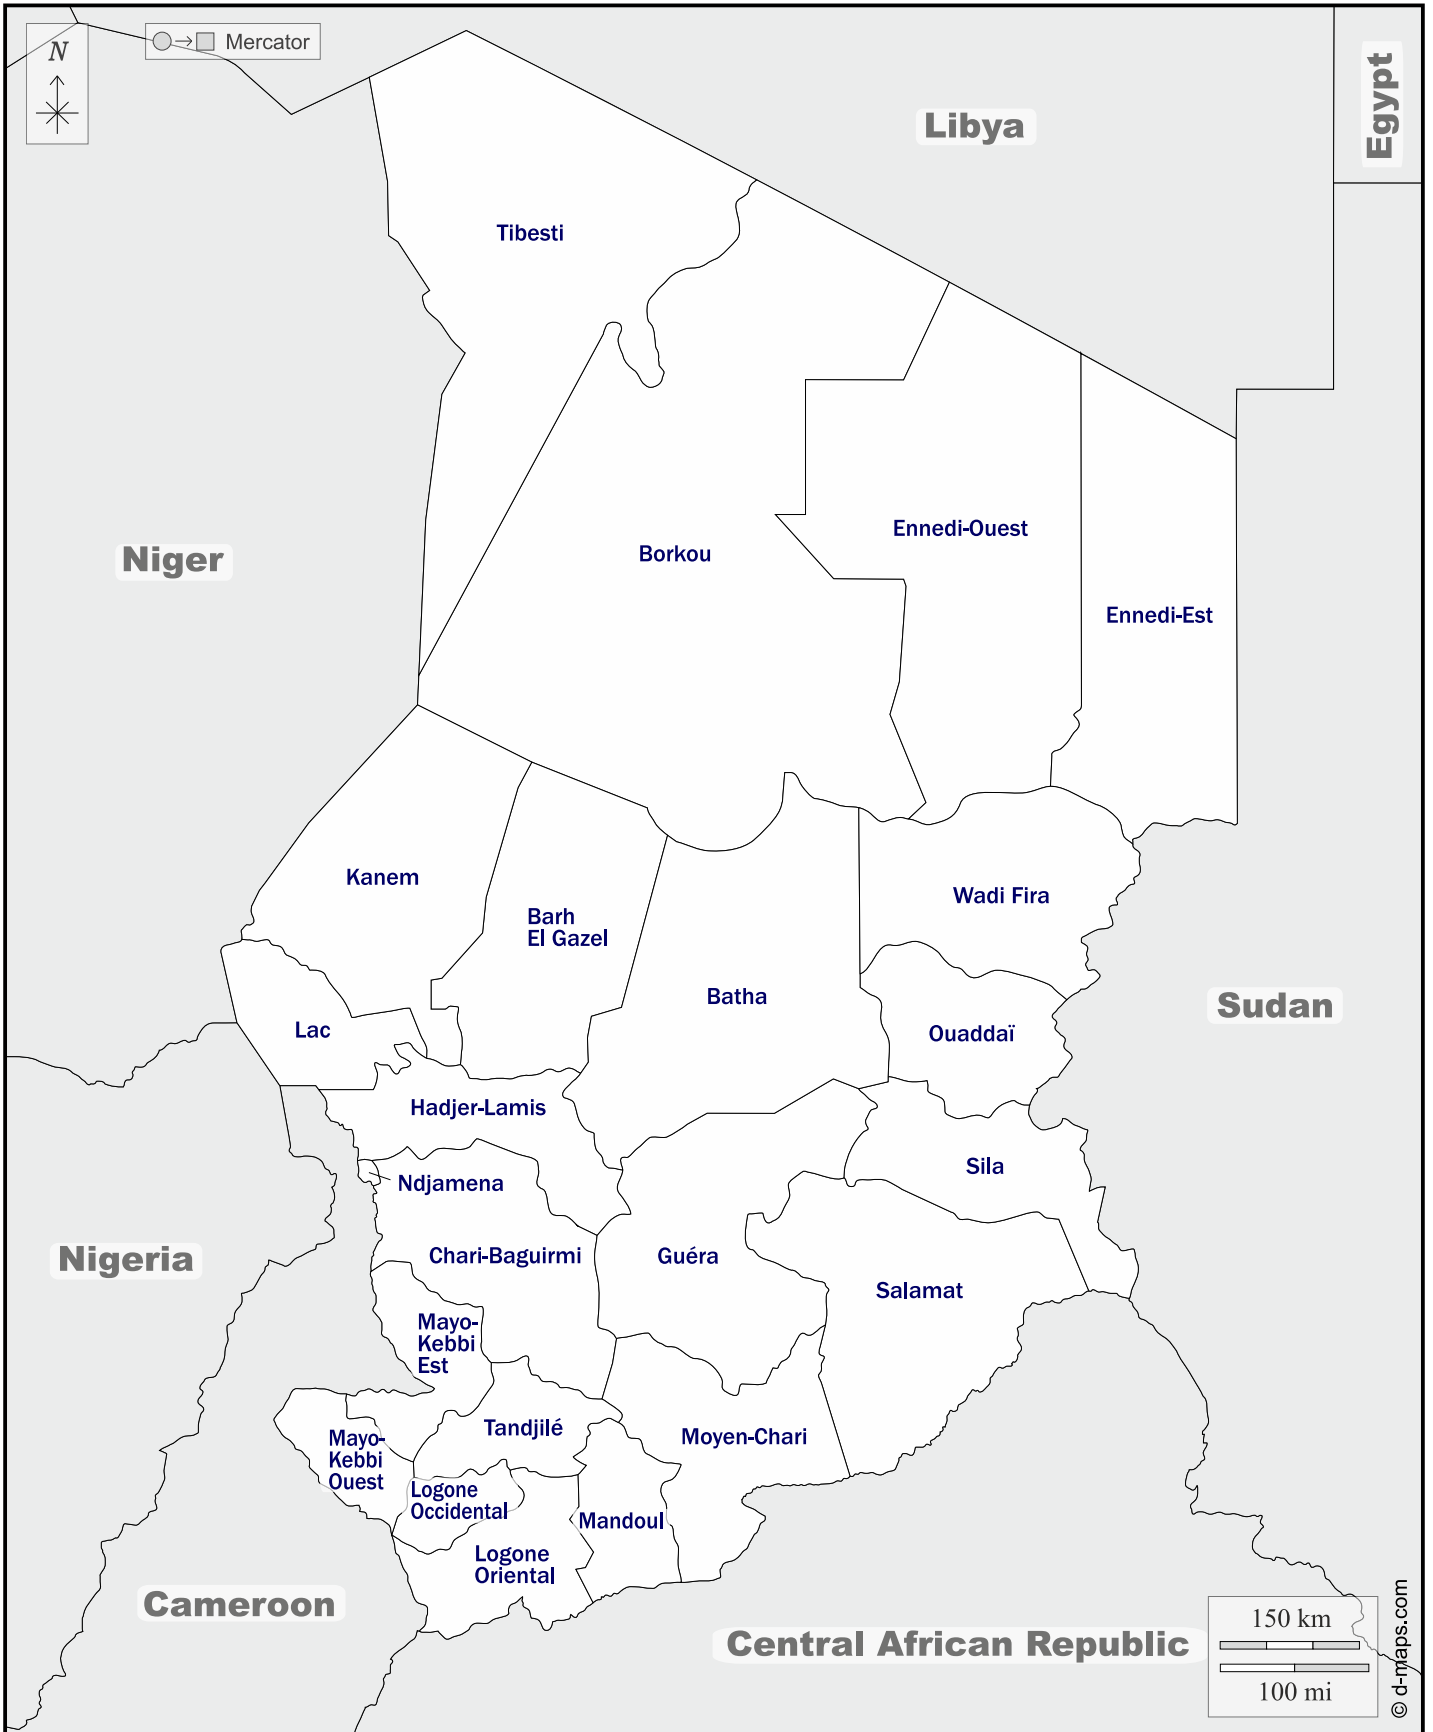 N
Mercator
Libya
Egypt
Tibesti
Niger
Borkou
Ennedi-Ouest
Ennedi-Est
Kanem
Barh
El Gazel
Wadi Fira
Batha
Sudan
Lac
Ouaddaï
Hadjer-Lamis
Sila
Ndjamena
Nigeria
Chari-Baguirmi
Guéra
Salamat
Mayo-
Kebbi
Est
Tandjilé
Moyen-Chari
Mayo-
Kebbi
Ouest
Logone
Occidental
Mandoul
Logone
Oriental
Cameroon
Central African Republic
150 km
100 mi
© d-maps.com